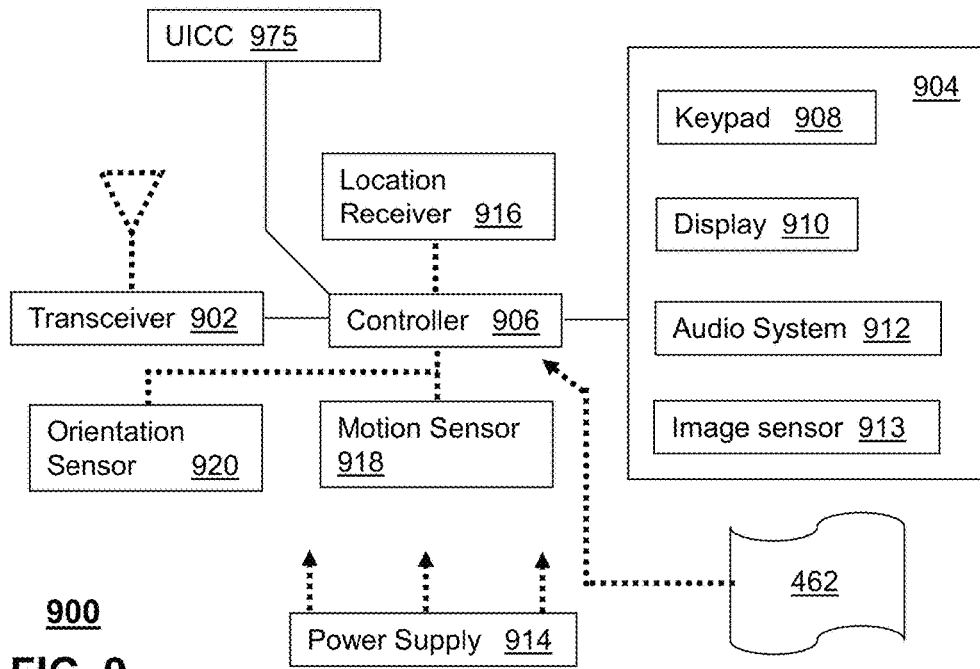 UICC 975
904
Keypad 908
Location
Receiver 916
Display 910
Transceiver 902
Controller 906
Audio System 912
Orientation
Sensor 920
Motion Sensor
918
Image sensor 913
462
900
Power Supply 914
FIG. 9